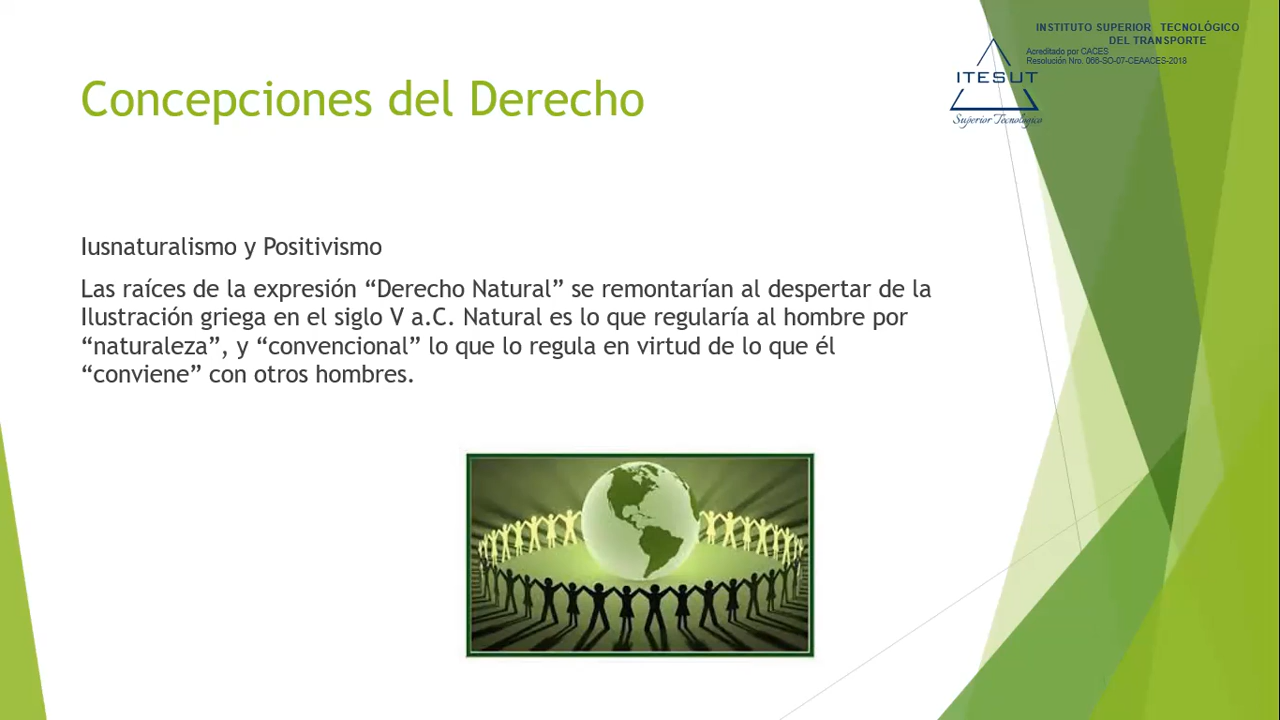 INSTITUTO SUPERIOR TECNOLÓGICO
DEL TRANSPORTE
Acreditado por CACES
Resolución Nro. 066-SO-07-CEAACES-2018
ITESUT
Superior Tecnológico
Concepciones del Derecho
Iusnaturalismo y Positivismo
Las raíces de la expresión “Derecho Natural” se remontarían al despertar de la
Ilustración griega en el siglo V a.C. Natural es lo que regularía al hombre por
“naturaleza”, y “convencional” lo que lo regula en virtud de lo que él
“conviene” con otros hombres.